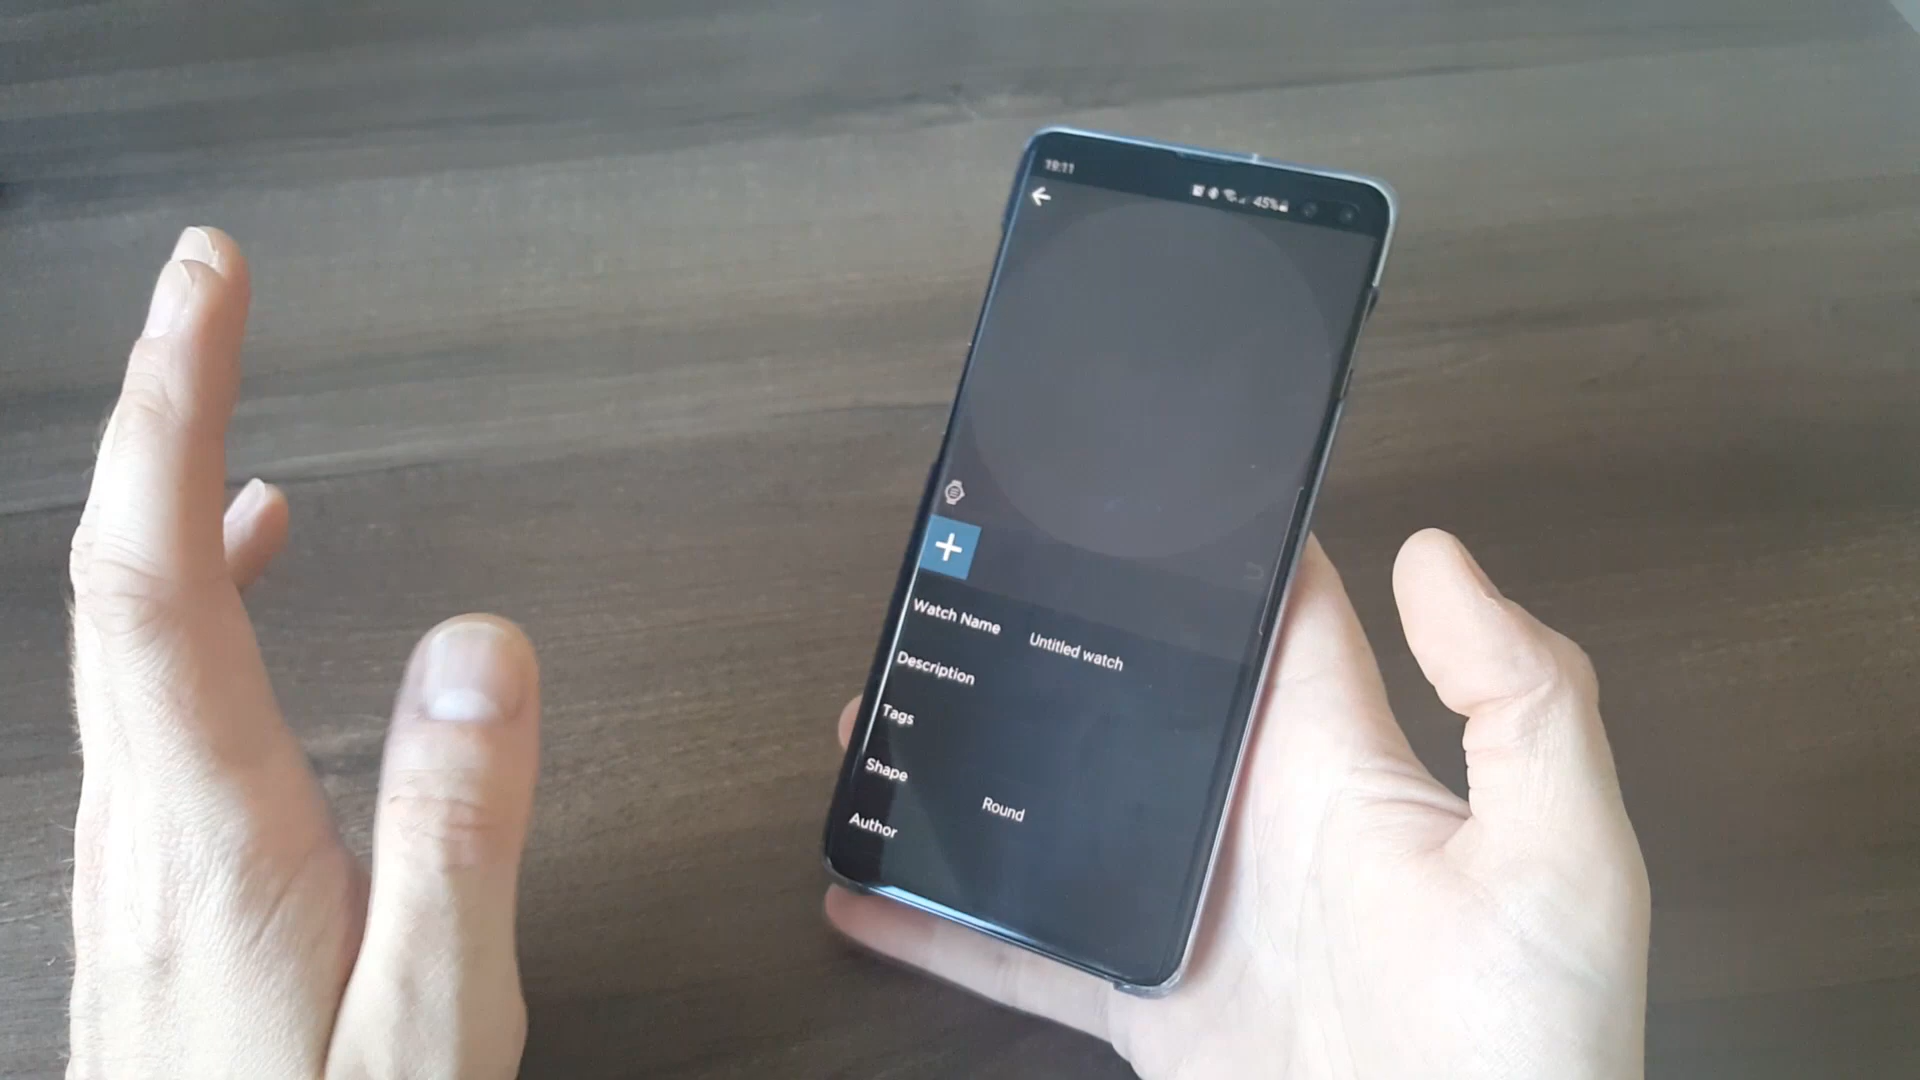 19:11
45%
Watch Name
Untitled watch
Description
Tags
Shape
Round
Author